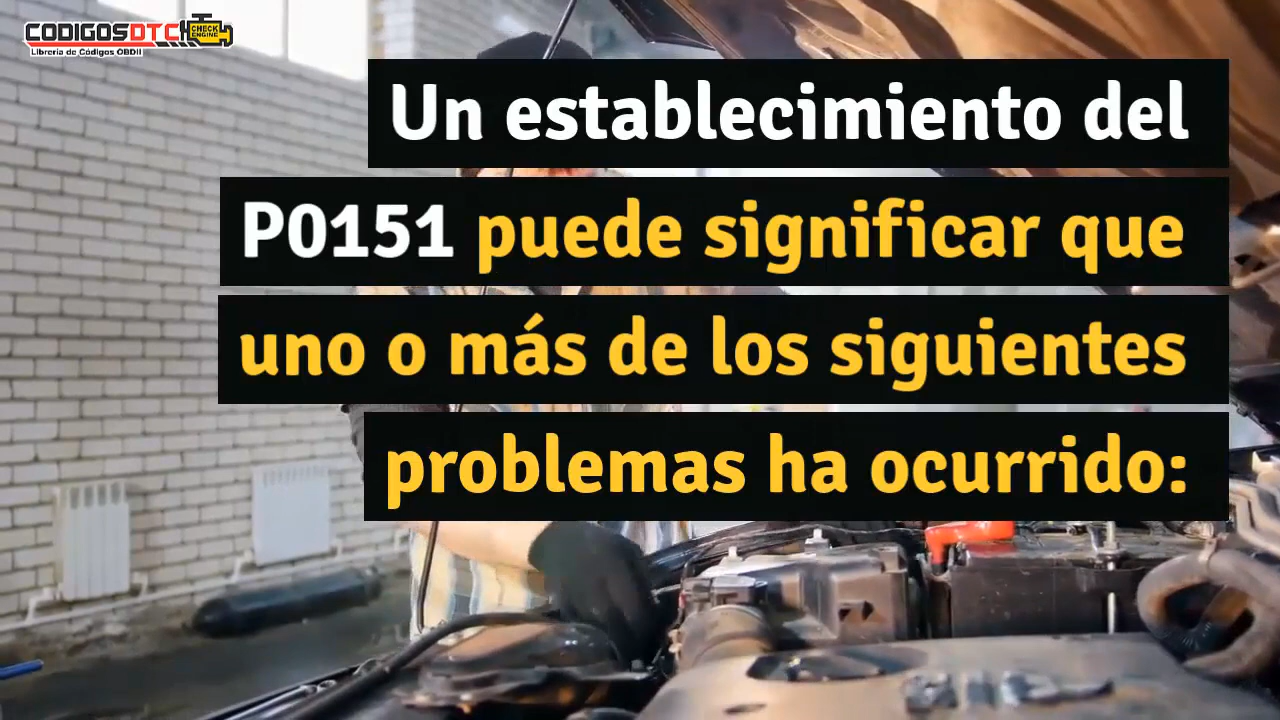 CODIGOSDTC
CHECK
ENGINE
Librería de Códigos OBDII
Un establecimiento del
P0151 puede significar que
uno o más de los siguientes
problemas ha ocurrido: